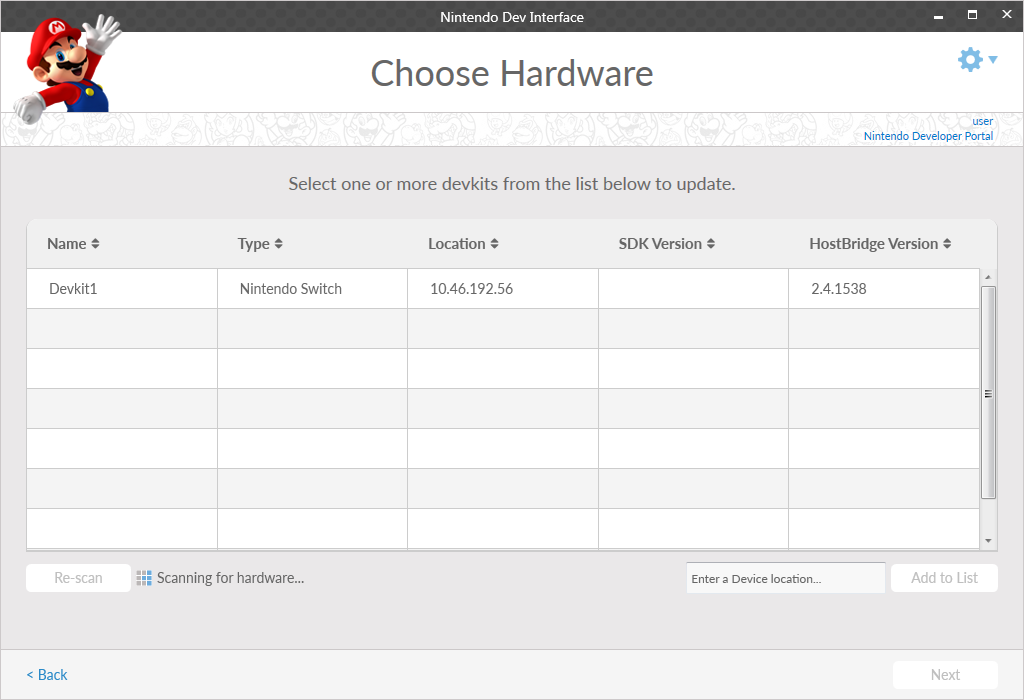 Nintendo Dev Interface
Choose Hardware
user
Nintendo Developer Portal
Select one or more devkits from the list below to update.
Name Type Location SDK Version HostBridge Version
Devkit1 Nintendo Switch 10.46.192.56 2.4.1538
Re-scan Scanning for hardware... Enter a Device location... Add to List
< Back Next